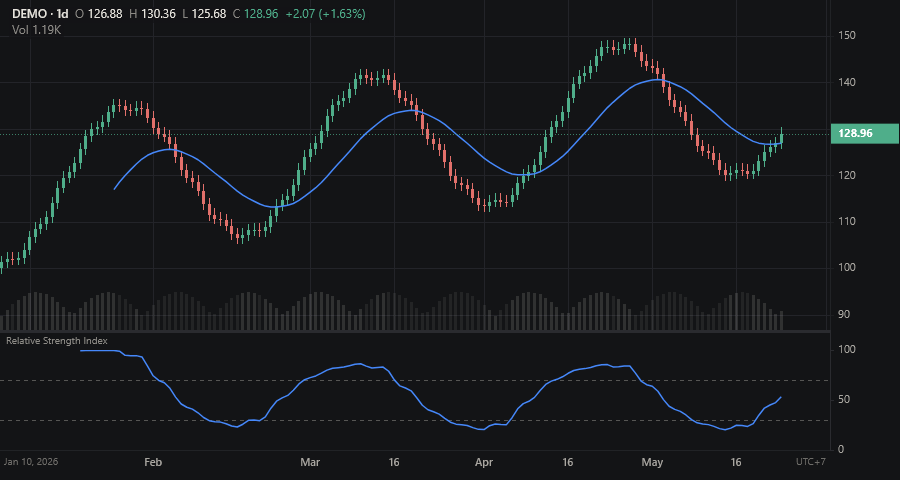 DEMO · 1d O 126.88 H 130.36 L 125.68 C 128.96 +2.07 (+1.63%)
Vol 1.19K
150
140
128.96
120
110
100
90
Relative Strength Index
100
50
0
Jan 10, 2026 Feb Mar 16 Apr 16 May 16 UTC+7